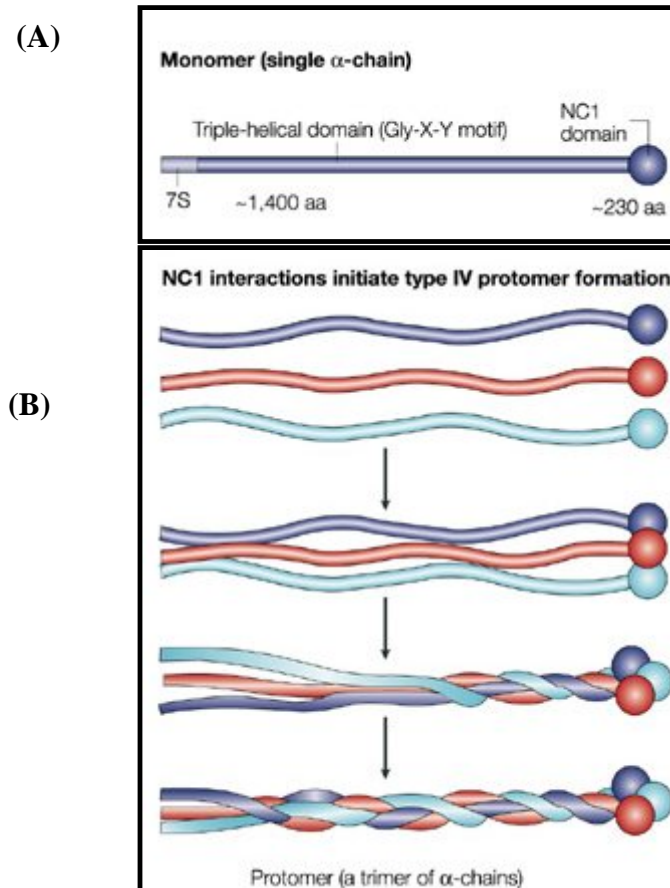 (A)
Monomer (single α-chain)
Triple-helical domain (Gly-X-Y motif)
NC1
domain
7S
~1,400 aa
~230 aa
(B)
NC1 interactions initiate type IV protomer formation
Protomer (a trimer of α-chains)